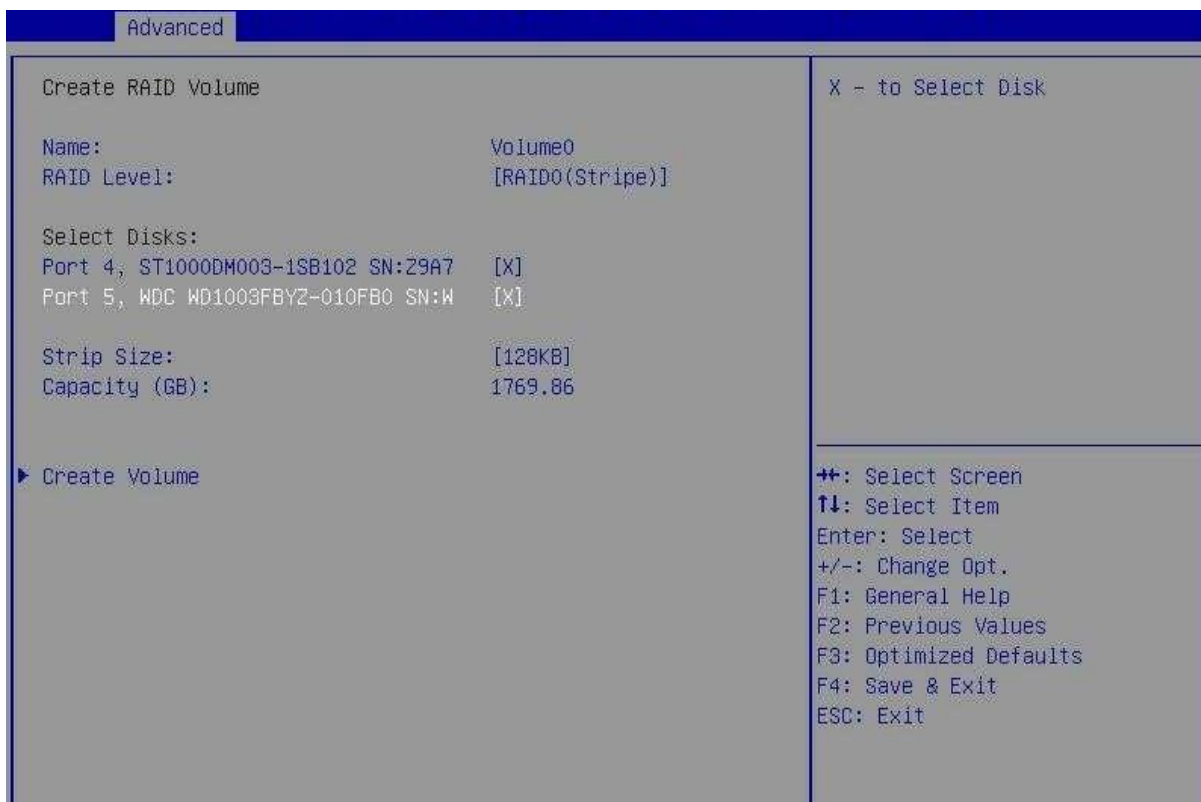 Advanced
Create RAID Volume
Name: Volume0
RAID Level: [RAID0(Stripe)]
Select Disks:
Port 4, ST1000DM003-1SB102 SN:Z9A7 [X]
Port 5, WDC WD1003FBYZ-010FB0 SN:W [X]
Strip Size: [128KB]
Capacity (GB): 1769.86
Create Volume
X - to Select Disk
→←: Select Screen
↑↓: Select Item
Enter: Select
+/-: Change Opt.
F1: General Help
F2: Previous Values
F3: Optimized Defaults
F4: Save & Exit
ESC: Exit